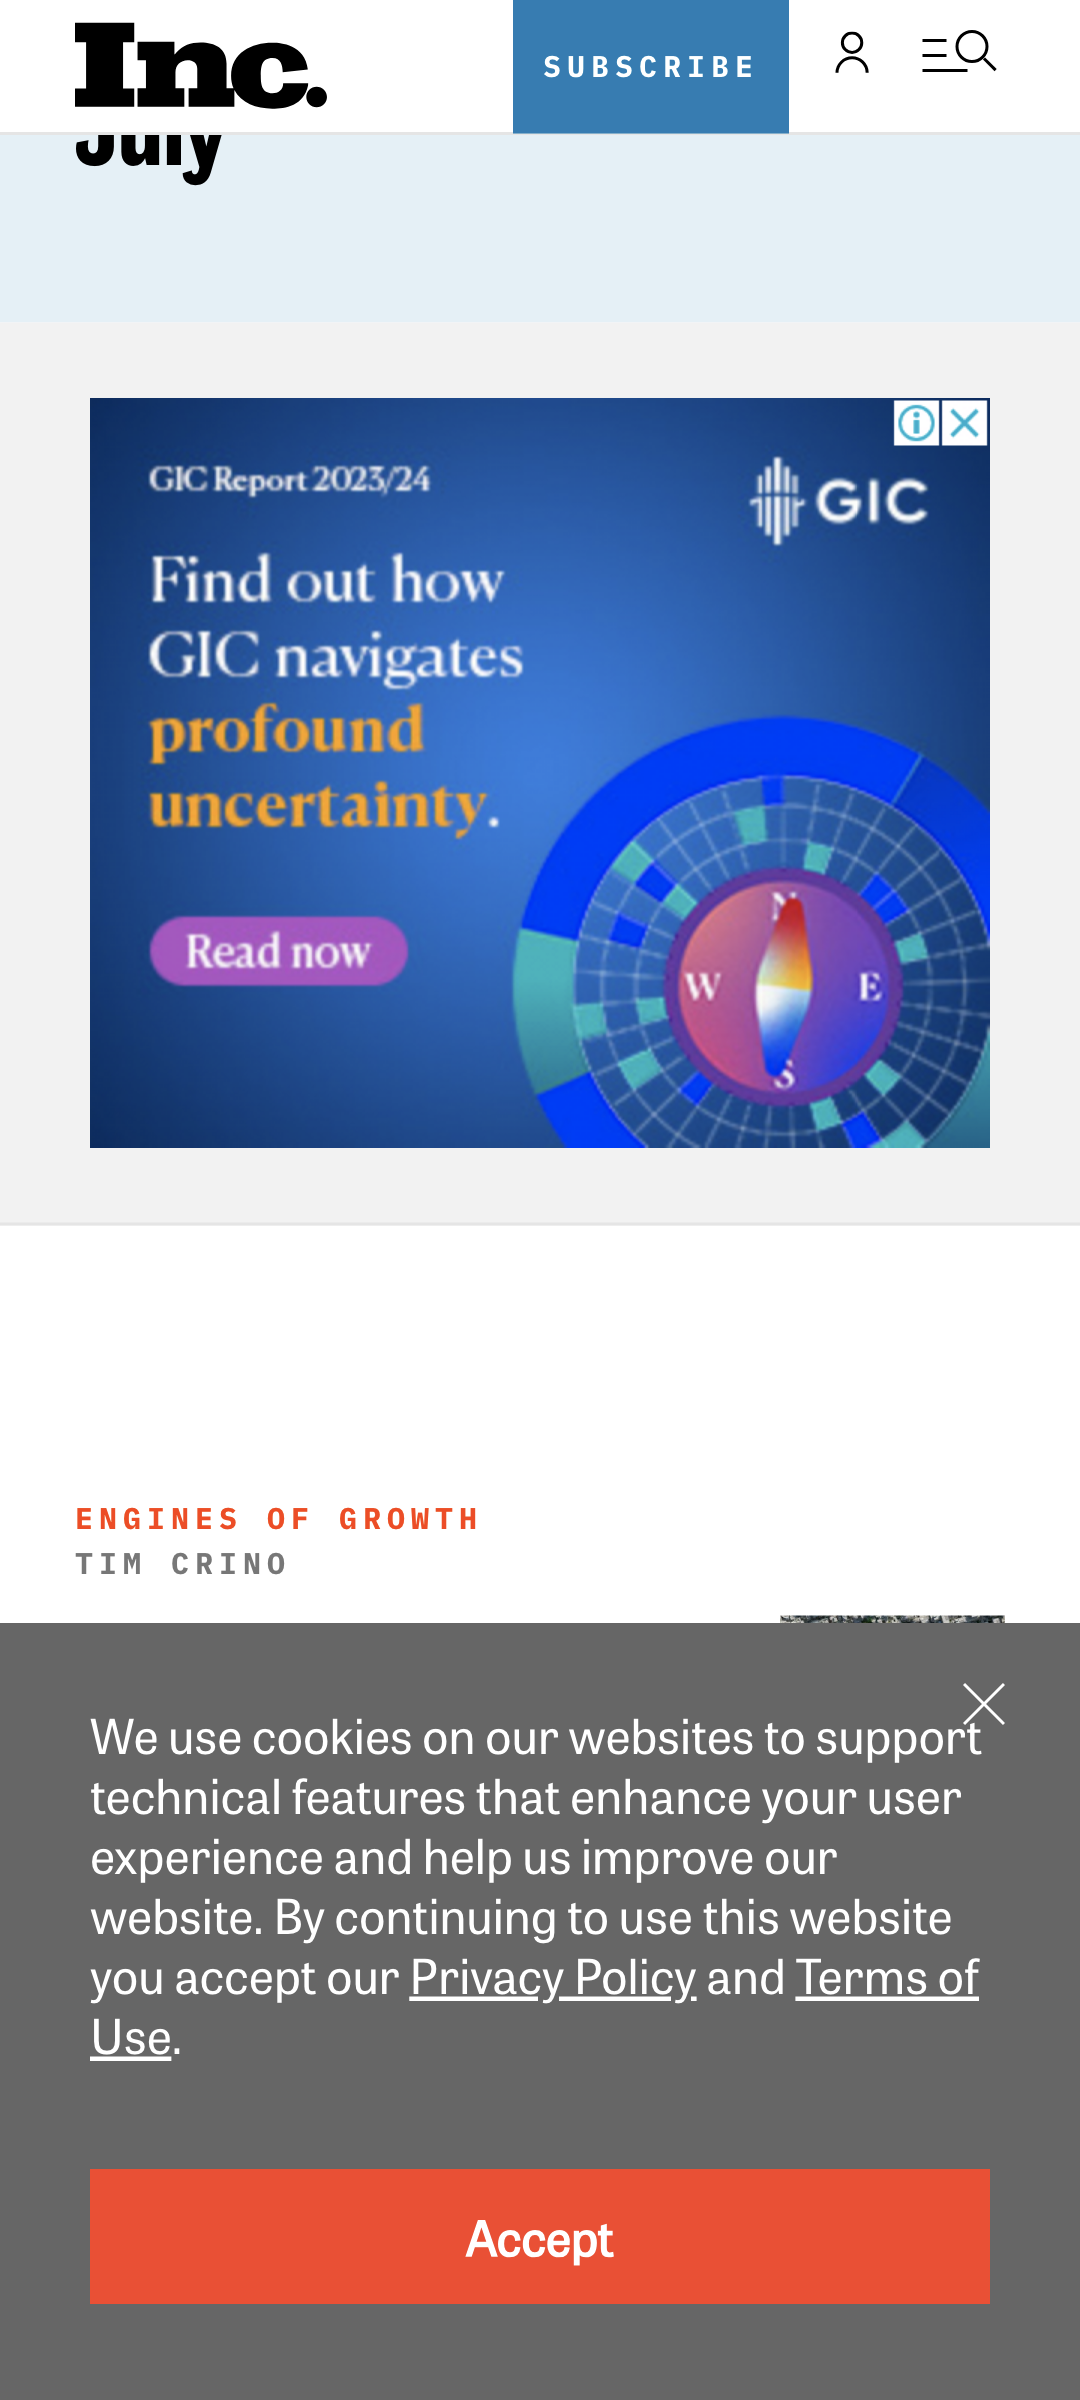 Inc.
SUBSCRIBE
July
GIC Report 2023/24
GIC
Find out how
GIC navigates
profound
uncertainty.
Read now
N
W
E
S
ENGINES OF GROWTH
TIM CRINO
We use cookies on our websites to support
technical features that enhance your user
experience and help us improve our
website. By continuing to use this website
you accept our Privacy Policy and Terms of
Use.
Accept